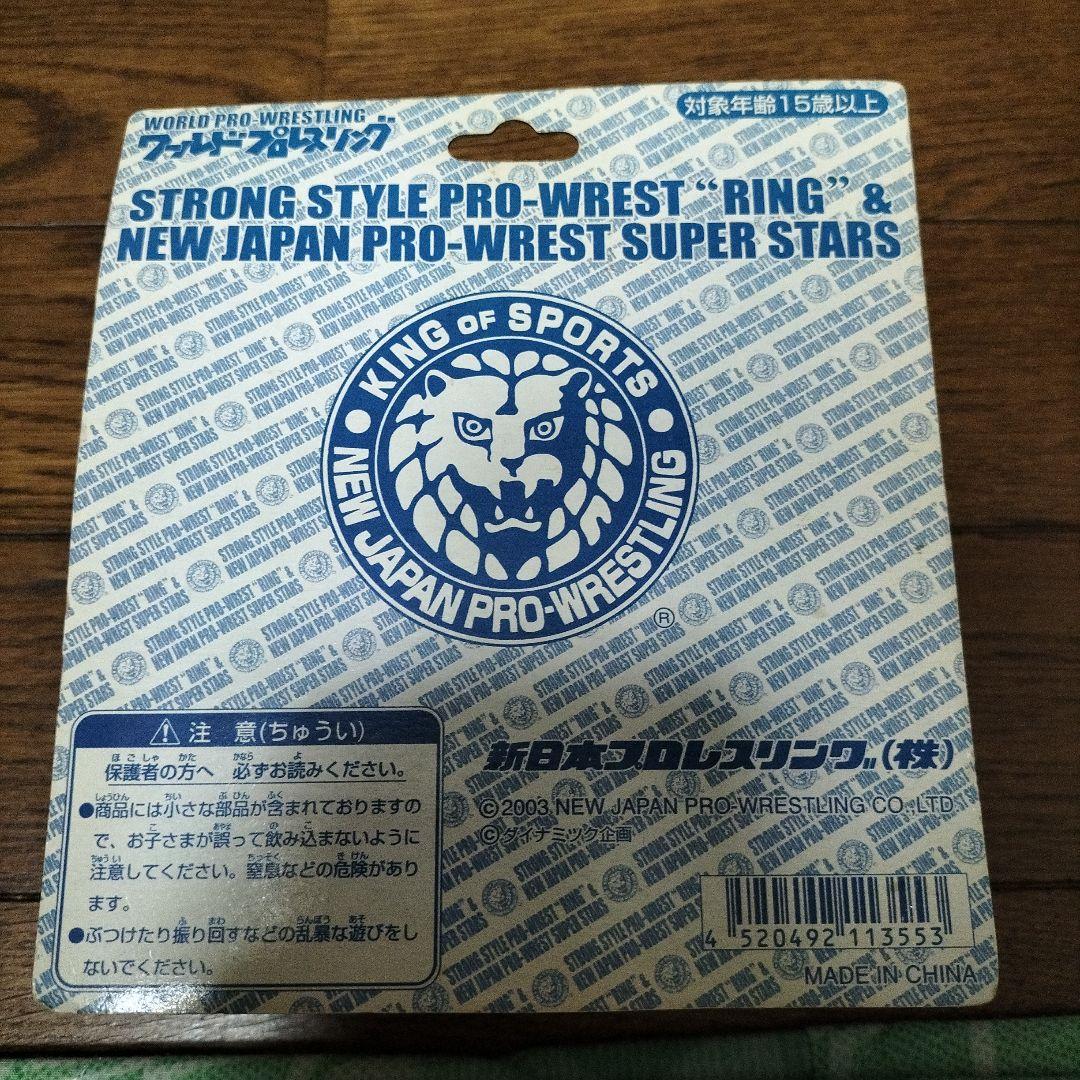 WORLD PRO-WRESTLING
ワールドプロレスリング
対象年齢15歳以上
STRONG STYLE PRO-WREST “RING” &
NEW JAPAN PRO-WREST SUPER STARS
KING OF SPORTS
NEW JAPAN PRO-WRESTLING
®
⚠注 意(ちゅうい)
保護者の方へ 必ずお読みください。
●商品には小さな部品が含まれておりますの
で、お子さまが誤って飲み込まないように
注意してください。窒息などの危険があり
ます。
●ぶつけたり振り回すなどの乱暴な遊びをし
ないでください。
新日本プロレスリング(株)
©2003 NEW JAPAN PRO-WRESTLING CO.,LTD.
©ダイナミック企画
4 520492 113553
MADE IN CHINA